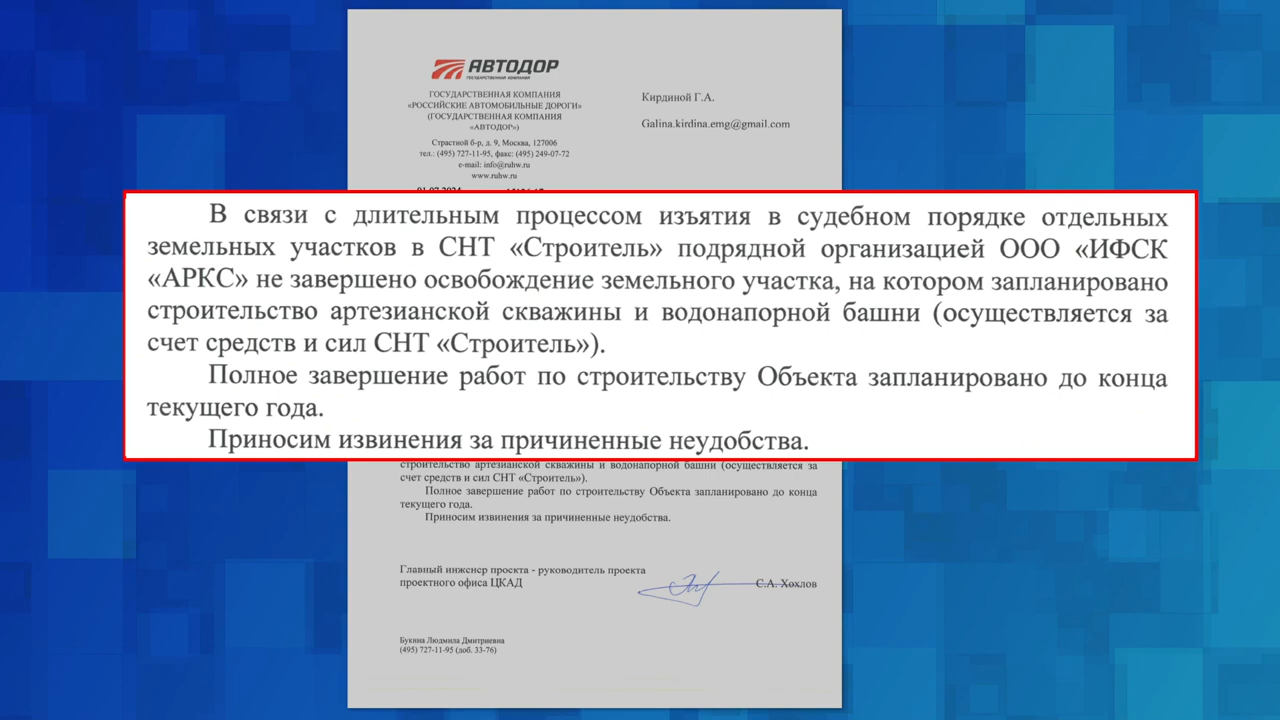 АВТОДОР
ГОСУДАРСТВЕННАЯ КОМПАНИЯ
ГОСУДАРСТВЕННАЯ КОМПАНИЯ
«РОССИЙСКИЕ АВТОМОБИЛЬНЫЕ ДОРОГИ»
(ГОСУДАРСТВЕННАЯ КОМПАНИЯ
«АВТОДОР»)
Страстной б-р, д. 9, Москва, 127006
тел.: (495) 727-11-95, факс: (495) 249-07-72
e-mail: info@ruhw.ru
www.ruhw.ru
Кирдиной Г.А.
Galina.kirdina.emg@gmail.com
01.07.2024
В связи с длительным процессом изъятия в судебном порядке отдельных
земельных участков в СНТ «Строитель» подрядной организацией ООО «ИФСК
«АРКС» не завершено освобождение земельного участка, на котором запланировано
строительство артезианской скважины и водонапорной башни (осуществляется за
счет средств и сил СНТ «Строитель»).
Полное завершение работ по строительству Объекта запланировано до конца
текущего года.
Приносим извинения за причиненные неудобства.
строительство артезианской скважины и водонапорной башни (осуществляется за
счет средств и сил СНТ «Строитель»).
Полное завершение работ по строительству Объекта запланировано до конца
текущего года.
Приносим извинения за причиненные неудобства.
Главный инженер проекта - руководитель проекта
проектного офиса ЦКАД
С.А. Хохлов
Букина Людмила Дмитриевна
(495) 727-11-95 (доб. 33-76)